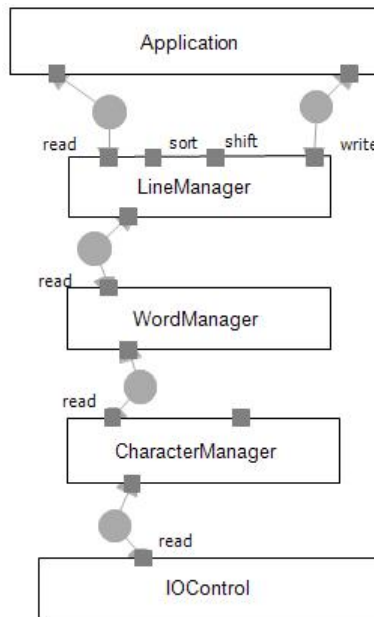 Application
read
sort
shift
write
LineManager
read
WordManager
read
CharacterManager
read
IOControl